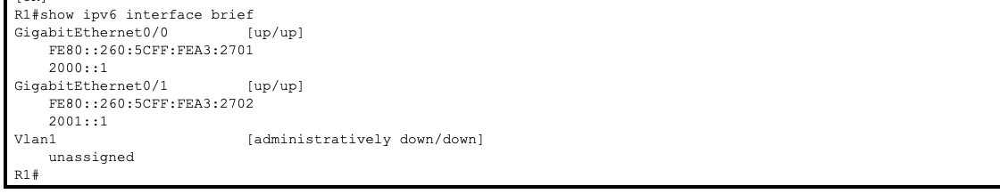 R1#show ipv6 interface brief
GigabitEthernet0/0 [up/up]
FE80::260:5CFF:FEA3:2701
2000::1
GigabitEthernet0/1 [up/up]
FE80::260:5CFF:FEA3:2702
2001::1
Vlan1 [administratively down/down]
unassigned
R1#